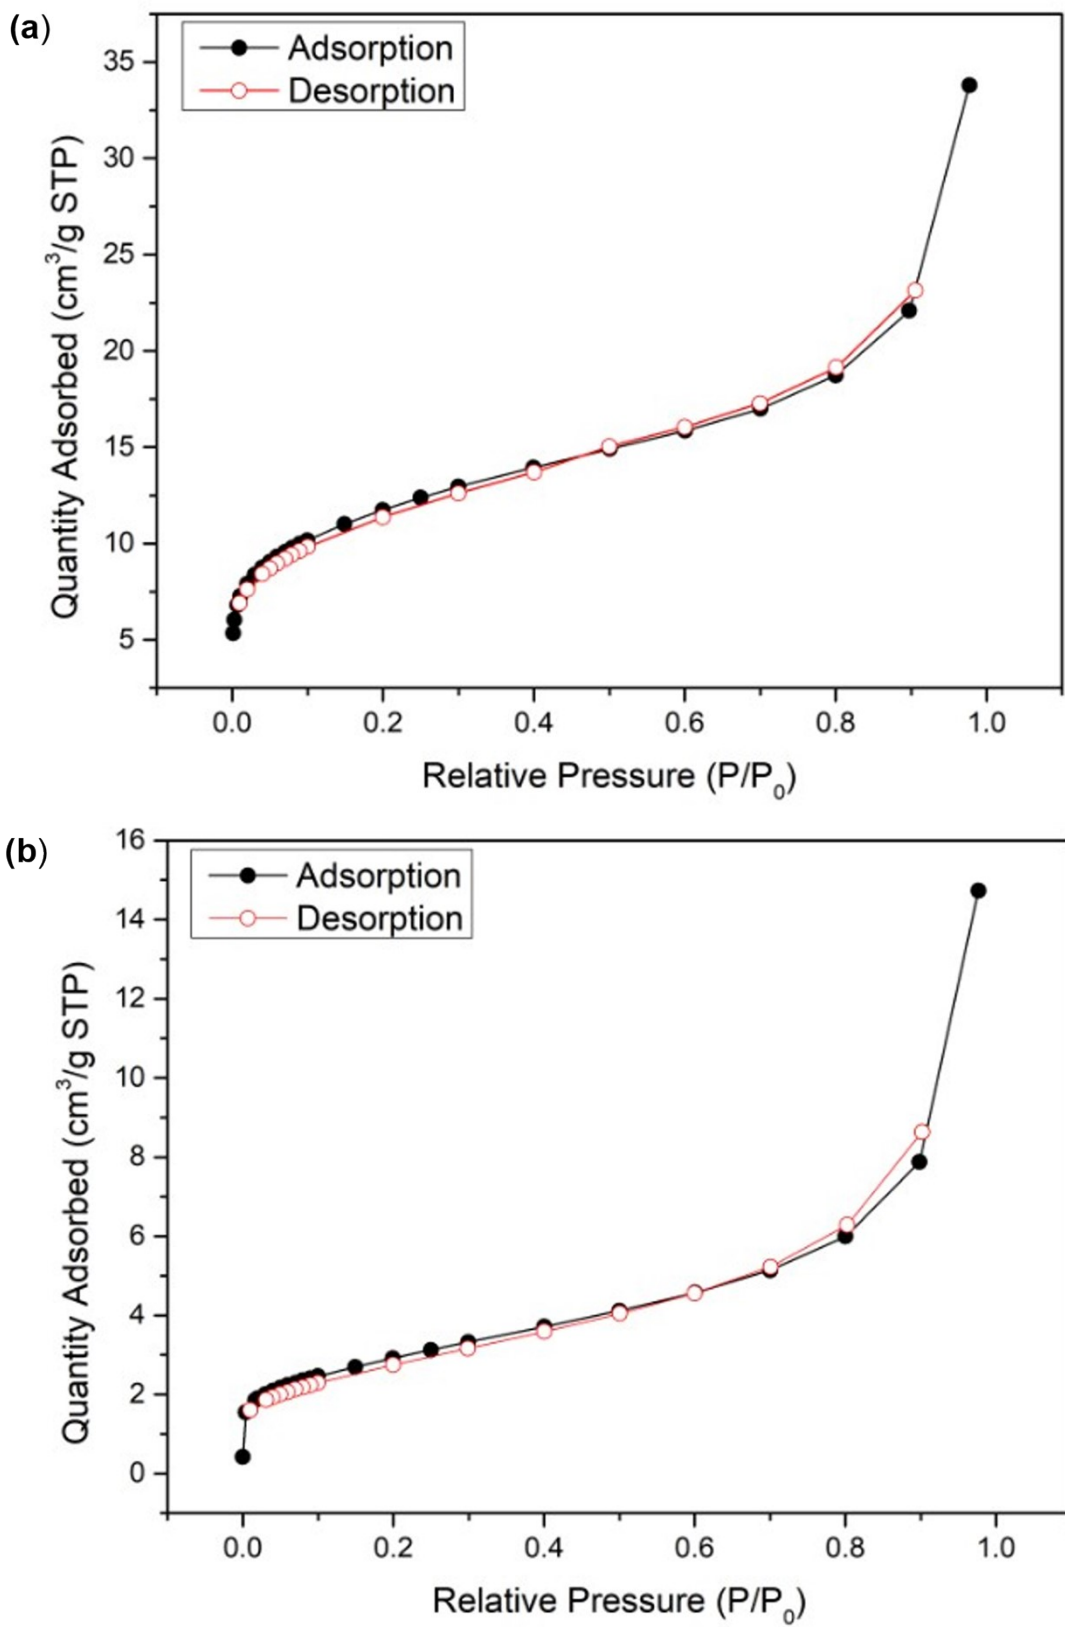 (a)
Adsorption
Desorption
35
30
25
20
15
10
5
Quantity Adsorbed (cm³/g STP)
0.0 0.2 0.4 0.6 0.8 1.0
Relative Pressure (P/P₀)
(b)
Adsorption
Desorption
16
14
12
10
8
6
4
2
0
Quantity Adsorbed (cm³/g STP)
0.0 0.2 0.4 0.6 0.8 1.0
Relative Pressure (P/P₀)